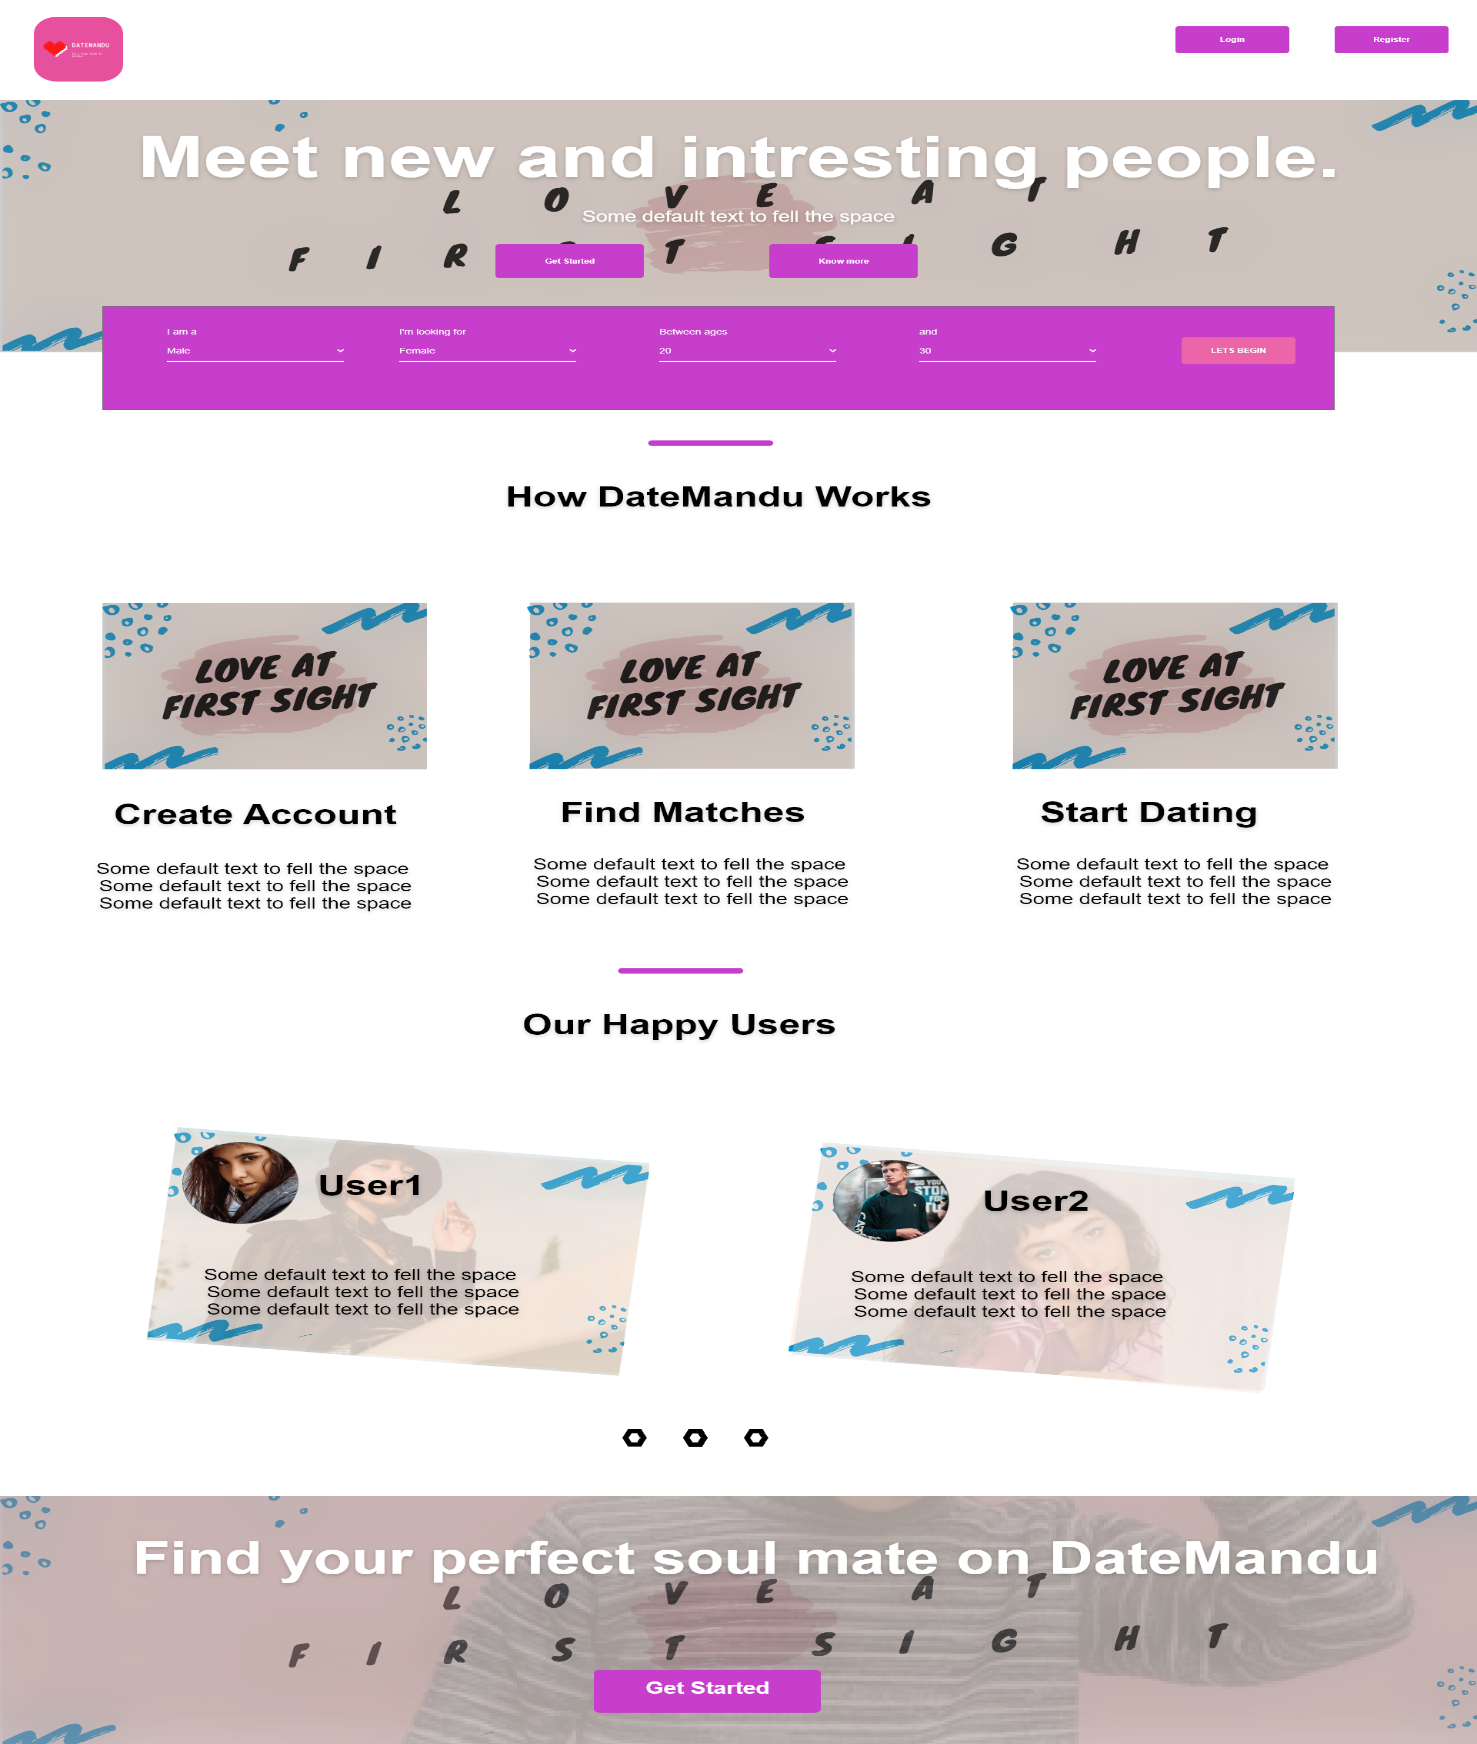 DATEMANDU
Login
Register
Meet new and intresting people.
LOVE AT
Some default text to fell the space
FIRST SIGHT
Get Started
Know more
I am a
I'm looking for
Between ages
and
Male
Female
20
30
LETS BEGIN
How DateMandu Works
LOVE AT
FIRST SIGHT
LOVE AT
FIRST SIGHT
LOVE AT
FIRST SIGHT
Create Account
Some default text to fell the space
Some default text to fell the space
Some default text to fell the space
Find Matches
Some default text to fell the space
Some default text to fell the space
Some default text to fell the space
Start Dating
Some default text to fell the space
Some default text to fell the space
Some default text to fell the space
Our Happy Users
User1
Some default text to fell the space
Some default text to fell the space
Some default text to fell the space
User2
Some default text to fell the space
Some default text to fell the space
Some default text to fell the space
Find your perfect soul mate on DateMandu
LOVE AT
FIRST SIGHT
Get Started